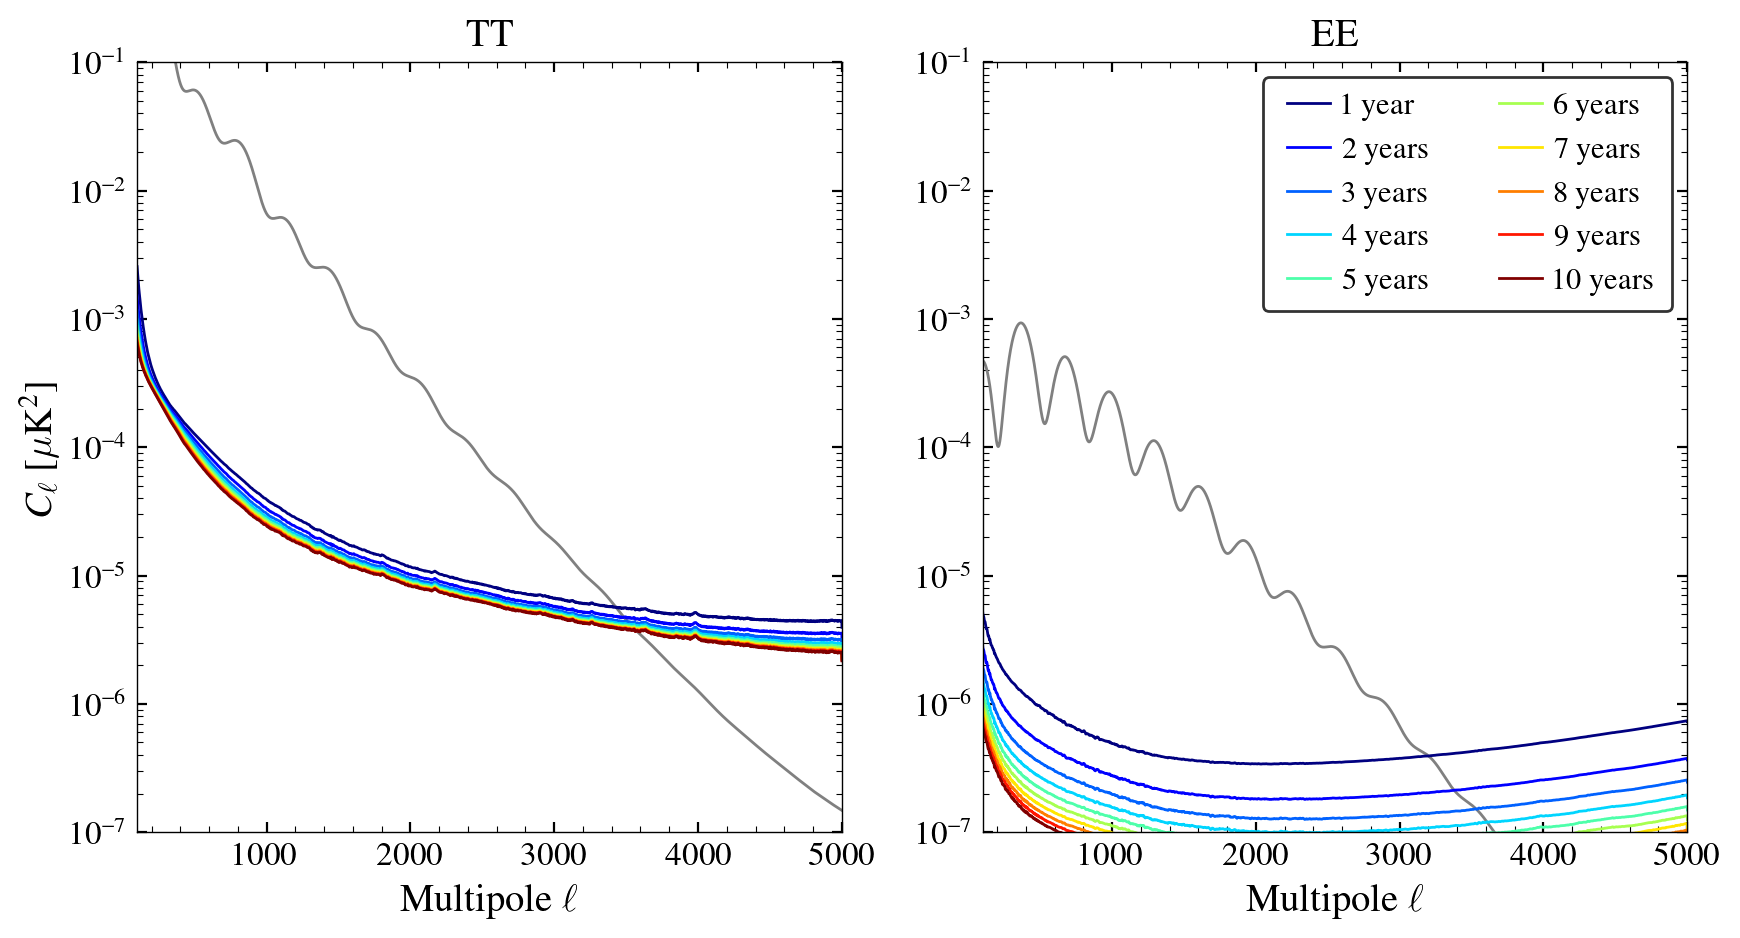 TT
10⁻¹
10⁻²
10⁻³
10⁻⁴
10⁻⁵
10⁻⁶
10⁻⁷
C_ℓ [μK²]
1000 2000 3000 4000 5000
Multipole ℓ
EE
10⁻¹
10⁻²
10⁻³
10⁻⁴
10⁻⁵
10⁻⁶
10⁻⁷
1 year
2 years
3 years
4 years
5 years
6 years
7 years
8 years
9 years
10 years
1000 2000 3000 4000 5000
Multipole ℓ